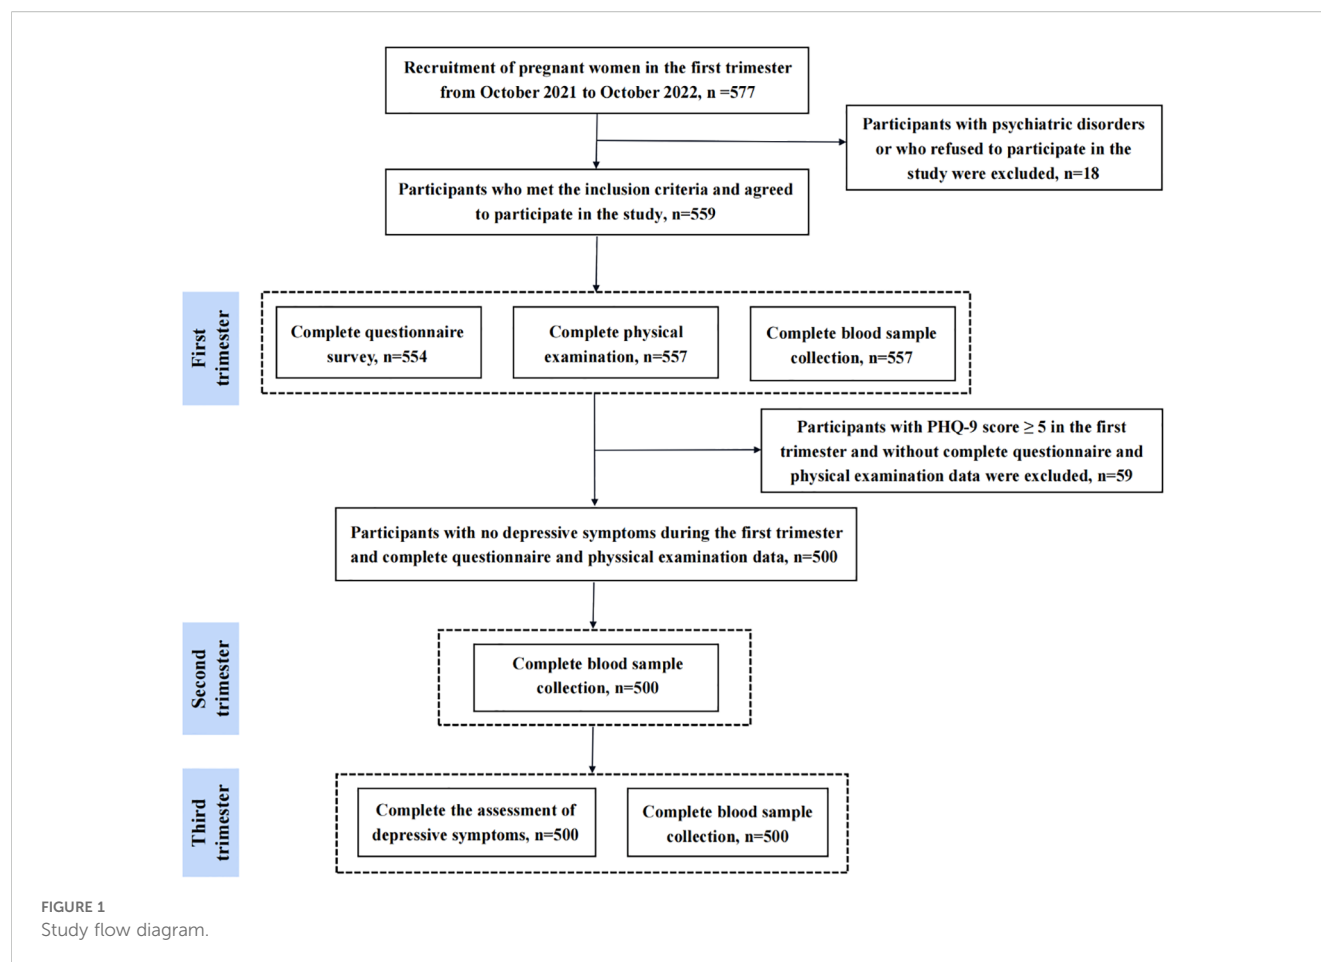 Recruitment of pregnant women in the first trimester
from October 2021 to October 2022, n =577
Participants with psychiatric disorders
or who refused to participate in the
study were excluded, n=18
Participants who met the inclusion criteria and agreed
to participate in the study, n=559
First
trimester
Complete questionnaire
survey, n=554
Complete physical
examination, n=557
Complete blood sample
collection, n=557
Participants with PHQ-9 score ≥ 5 in the first
trimester and without complete questionnaire and
physical examination data were excluded, n=59
Participants with no depressive symptoms during the first trimester
and complete questionnaire and physsical examination data, n=500
Second
trimester
Complete blood sample
collection, n=500
Third
trimester
Complete the assessment of
depressive symptoms, n=500
Complete blood sample
collection, n=500
FIGURE 1
Study flow diagram.